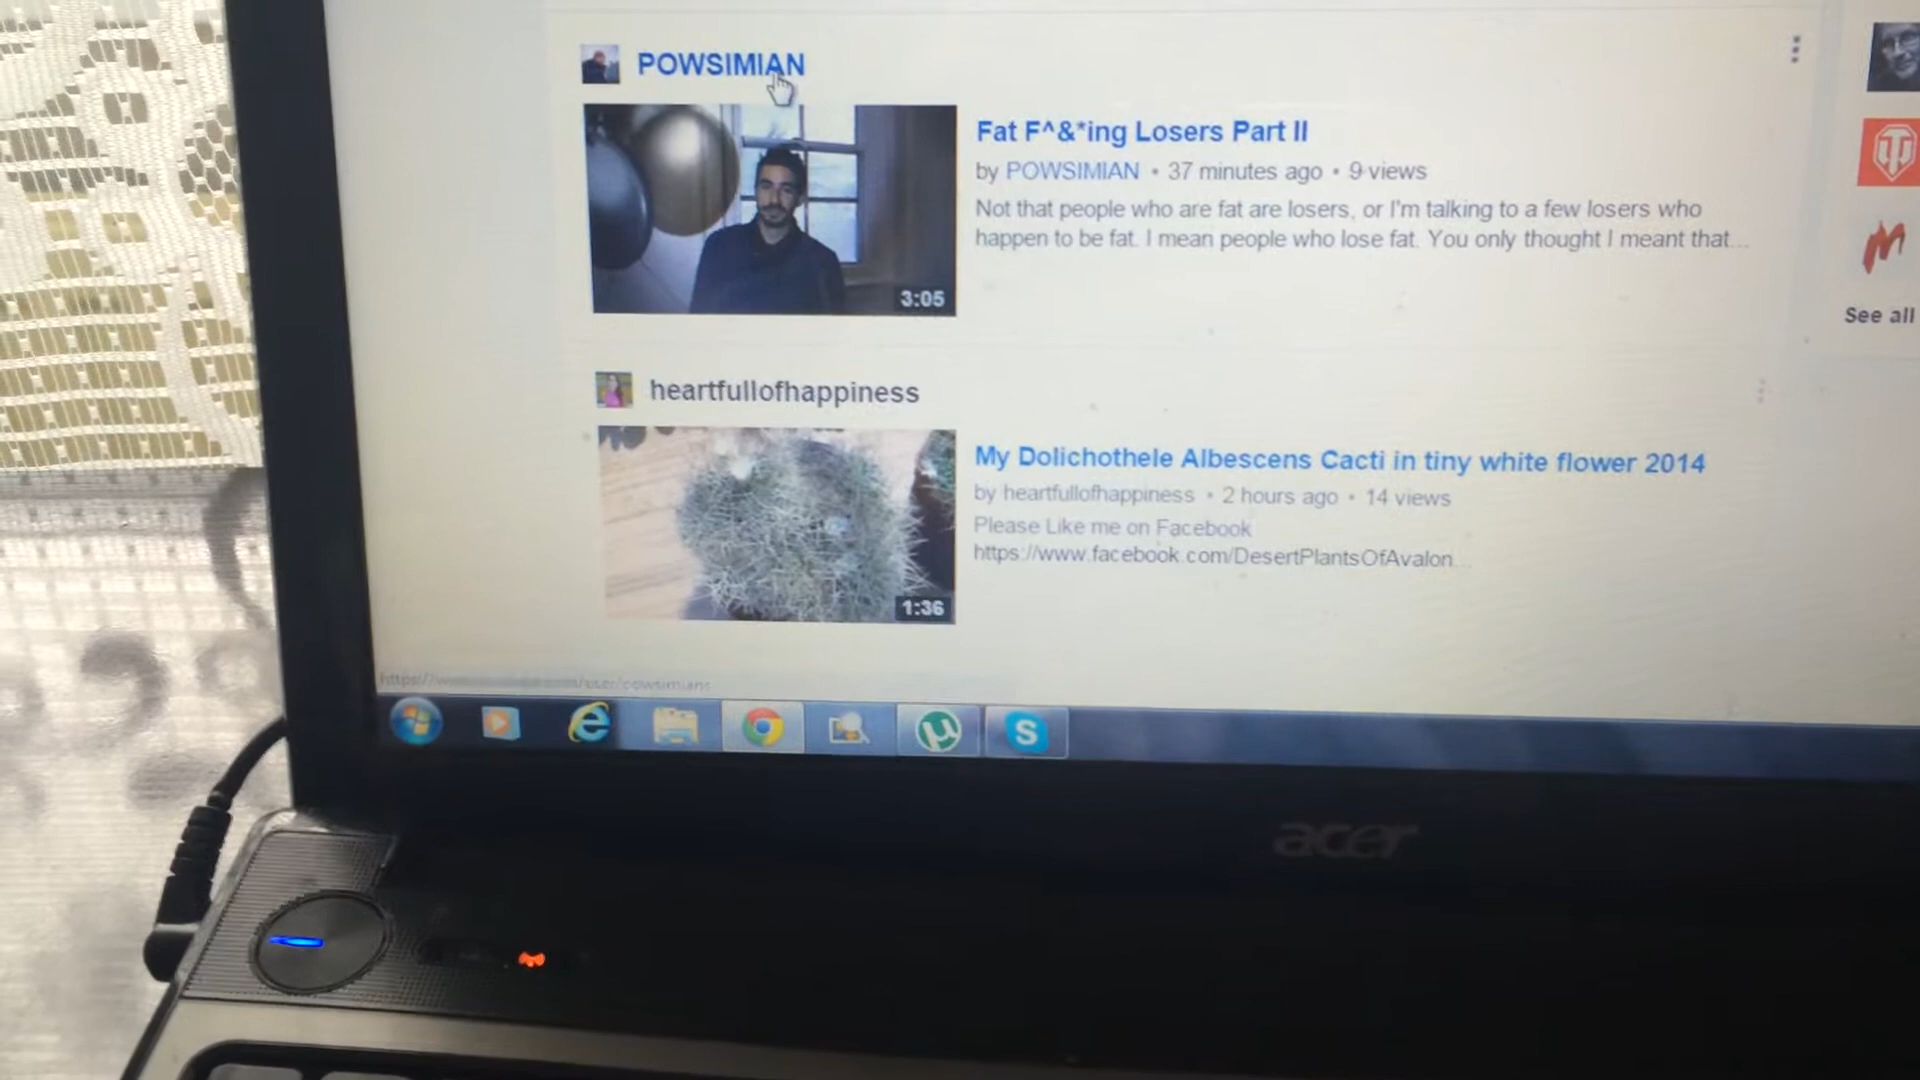 POWSIMIAN
Fat F^&*ing Losers Part II
by POWSIMIAN • 37 minutes ago • 9 views
Not that people who are fat are losers, or I'm talking to a few losers who
happen to be fat. I mean people who lose fat. You only thought I meant that...
3:05
See all
heartfullofhappiness
My Dolichothele Albescens Cacti in tiny white flower 2014
by heartfullofhappiness • 2 hours ago • 14 views
Please Like me on Facebook
https://www.facebook.com/DesertPlantsOfAvalon...
1:36
/user/powsimians
acer